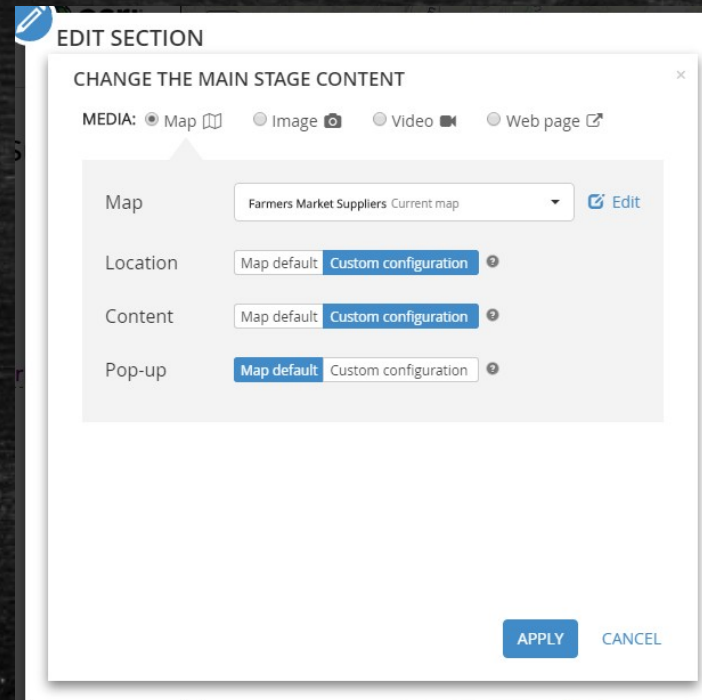 EDIT SECTION
CHANGE THE MAIN STAGE CONTENT ×
MEDIA: Map Image Video Web page
Map Farmers Market Suppliers Current map Edit
Location Map default Custom configuration ?
Content Map default Custom configuration ?
Pop-up Map default Custom configuration ?
APPLY CANCEL